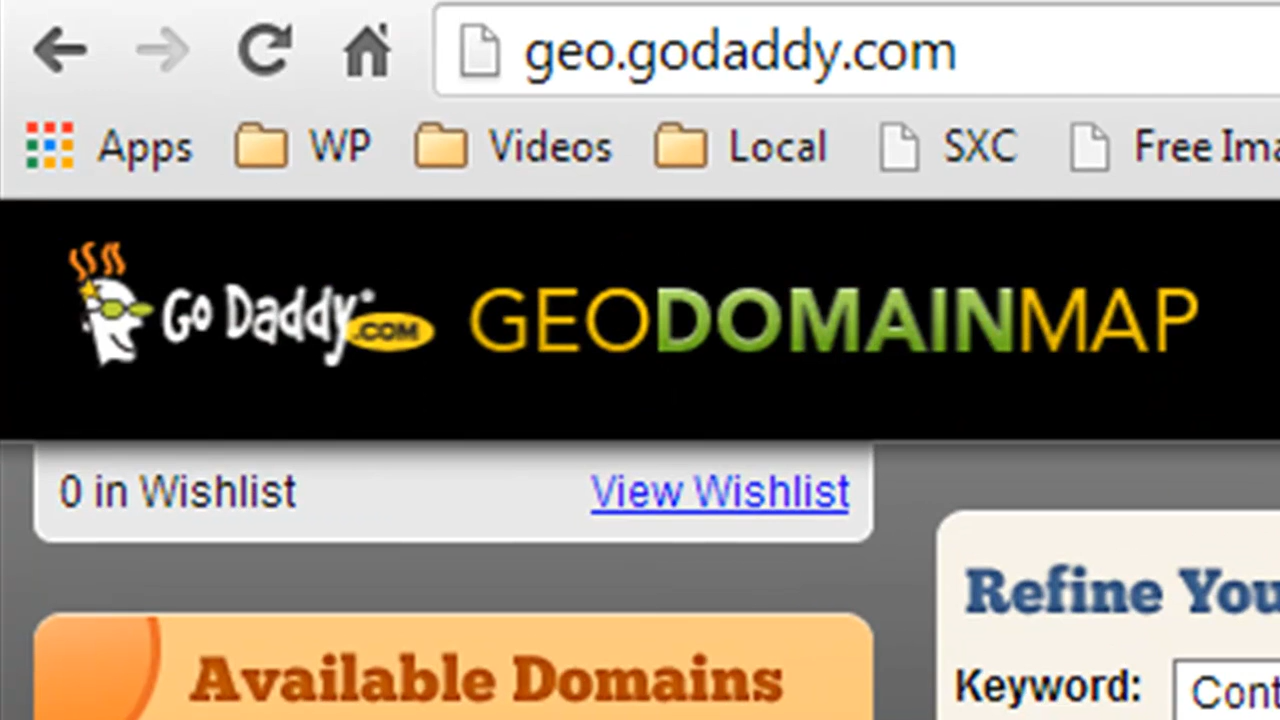 geo.godaddy.com
Apps WP Videos Local SXC Free Ima
Go Daddy .COM GEODOMAINMAP
0 in Wishlist View Wishlist
Refine You
Available Domains
Keyword: Cont